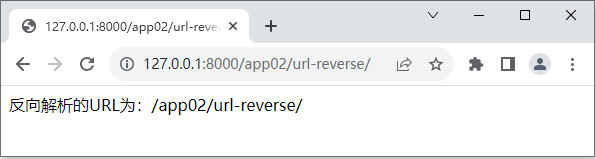 127.0.0.1:8000/app02/url-reve
127.0.0.1:8000/app02/url-reverse/
反向解析的URL为：/app02/url-reverse/